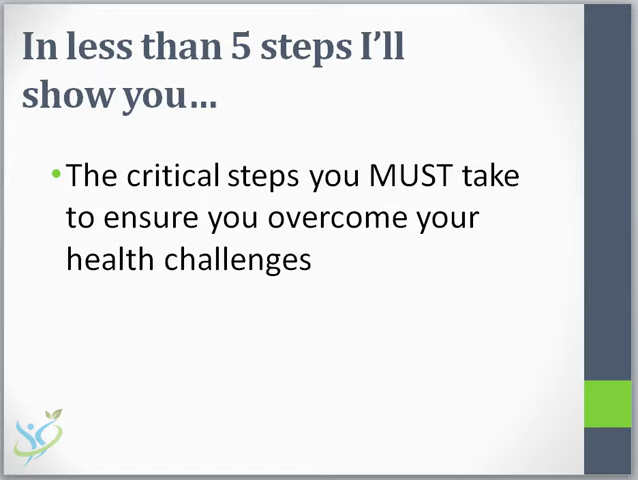 In less than 5 steps I’ll
show you…
•The critical steps you MUST take
to ensure you overcome your
health challenges